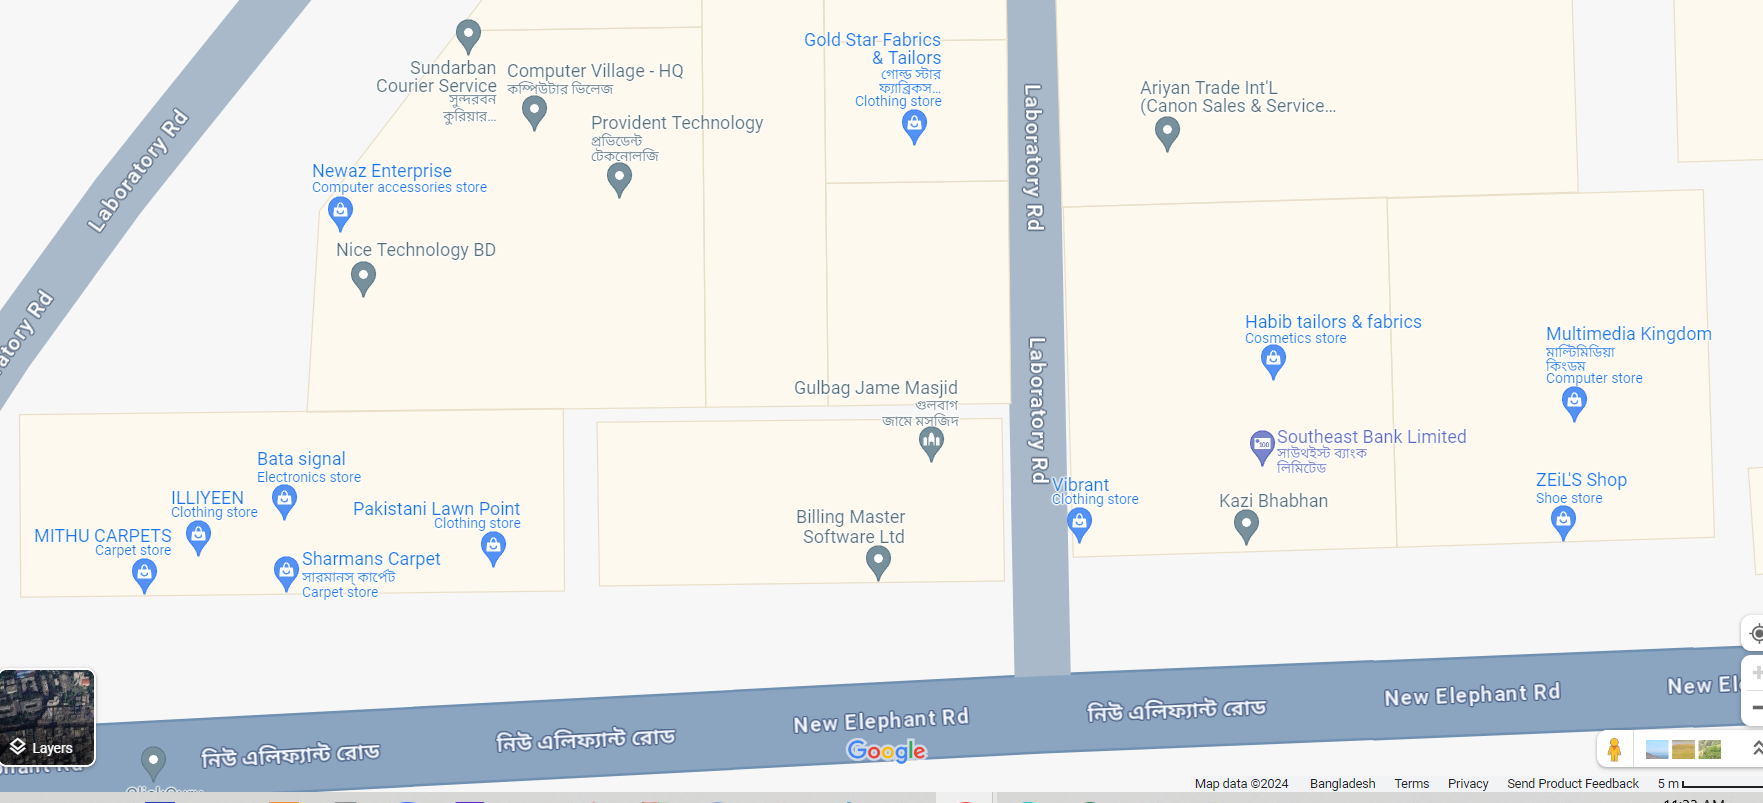 Sundarban
Courier Service
সুন্দরবন
কুরিয়ার...
Computer Village - HQ
কম্পিউটার ভিলেজ
Provident Technology
প্রভিডেন্ট
টেকনোলজি
Gold Star Fabrics
& Tailors
গোল্ড স্টার
ফ্যাব্রিকস...
Clothing store
Ariyan Trade Int'L
(Canon Sales & Service...
Laboratory Rd
Laboratory Rd
Newaz Enterprise
Computer accessories store
Nice Technology BD
Laboratory Rd
Habib tailors & fabrics
Cosmetics store
Multimedia Kingdom
মাল্টিমিডিয়া
কিংডম
Computer store
Gulbag Jame Masjid
গুলবাগ
জামে মসজিদ
Southeast Bank Limited
সাউথইস্ট ব্যাংক
লিমিটেড
Bata signal
Electronics store
ILLIYEEN
Clothing store
Pakistani Lawn Point
Clothing store
MITHU CARPETS
Carpet store
Sharmans Carpet
সারমানস্ কার্পেট
Carpet store
Billing Master
Software Ltd
Vibrant
Clothing store
Kazi Bhabhan
ZEiL'S Shop
Shoe store
New Elephant Rd
নিউ এলিফ্যান্ট রোড
New Elephant Rd
নিউ এলিফ্যান্ট রোড
নিউ এলিফ্যান্ট রোড
New El
Layers
Google
Map data ©2024 Bangladesh Terms Privacy Send Product Feedback 5 m